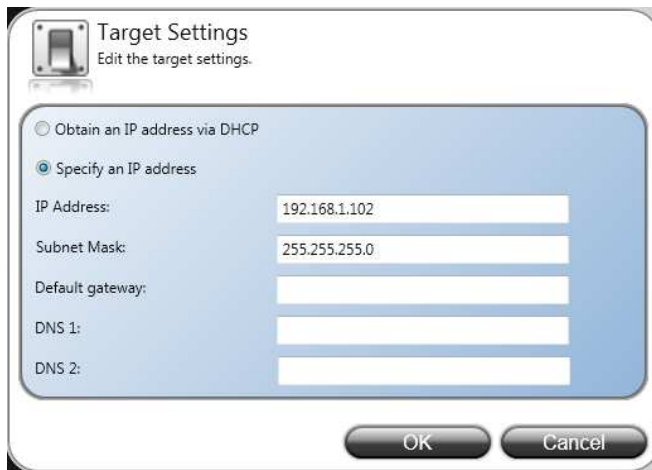 Target Settings
Edit the target settings.
Obtain an IP address via DHCP
Specify an IP address
IP Address: 192.168.1.102
Subnet Mask: 255.255.255.0
Default gateway:
DNS 1:
DNS 2:
OK Cancel